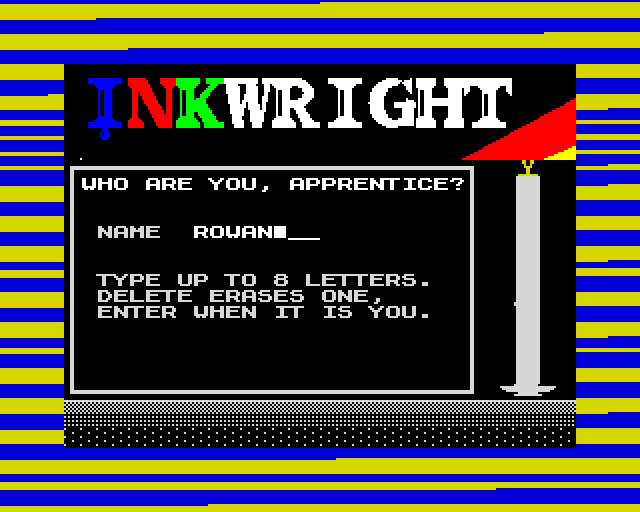 INKWRIGHT
WHO ARE YOU, APPRENTICE?
NAME ROWAN■__
TYPE UP TO 8 LETTERS.
DELETE ERASES ONE,
ENTER WHEN IT IS YOU.